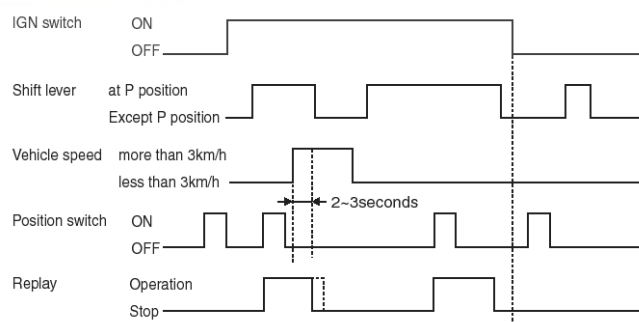 IGN switch ON
OFF
Shift lever at P position
Except P position
Vehicle speed more than 3km/h
less than 3km/h
2~3seconds
Position switch ON
OFF
Replay Operation
Stop